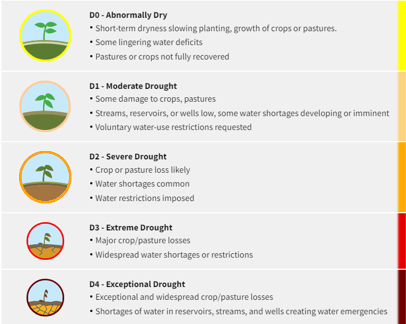 D0 - Abnormally Dry
• Short-term dryness slowing planting, growth of crops or pastures.
• Some lingering water deficits
• Pastures or crops not fully recovered
D1 - Moderate Drought
• Some damage to crops, pastures
• Streams, reservoirs, or wells low, some water shortages developing or imminent
• Voluntary water-use restrictions requested
D2 - Severe Drought
• Crop or pasture loss likely
• Water shortages common
• Water restrictions imposed
D3 - Extreme Drought
• Major crop/pasture losses
• Widespread water shortages or restrictions
D4 - Exceptional Drought
• Exceptional and widespread crop/pasture losses
• Shortages of water in reservoirs, streams, and wells creating water emergencies